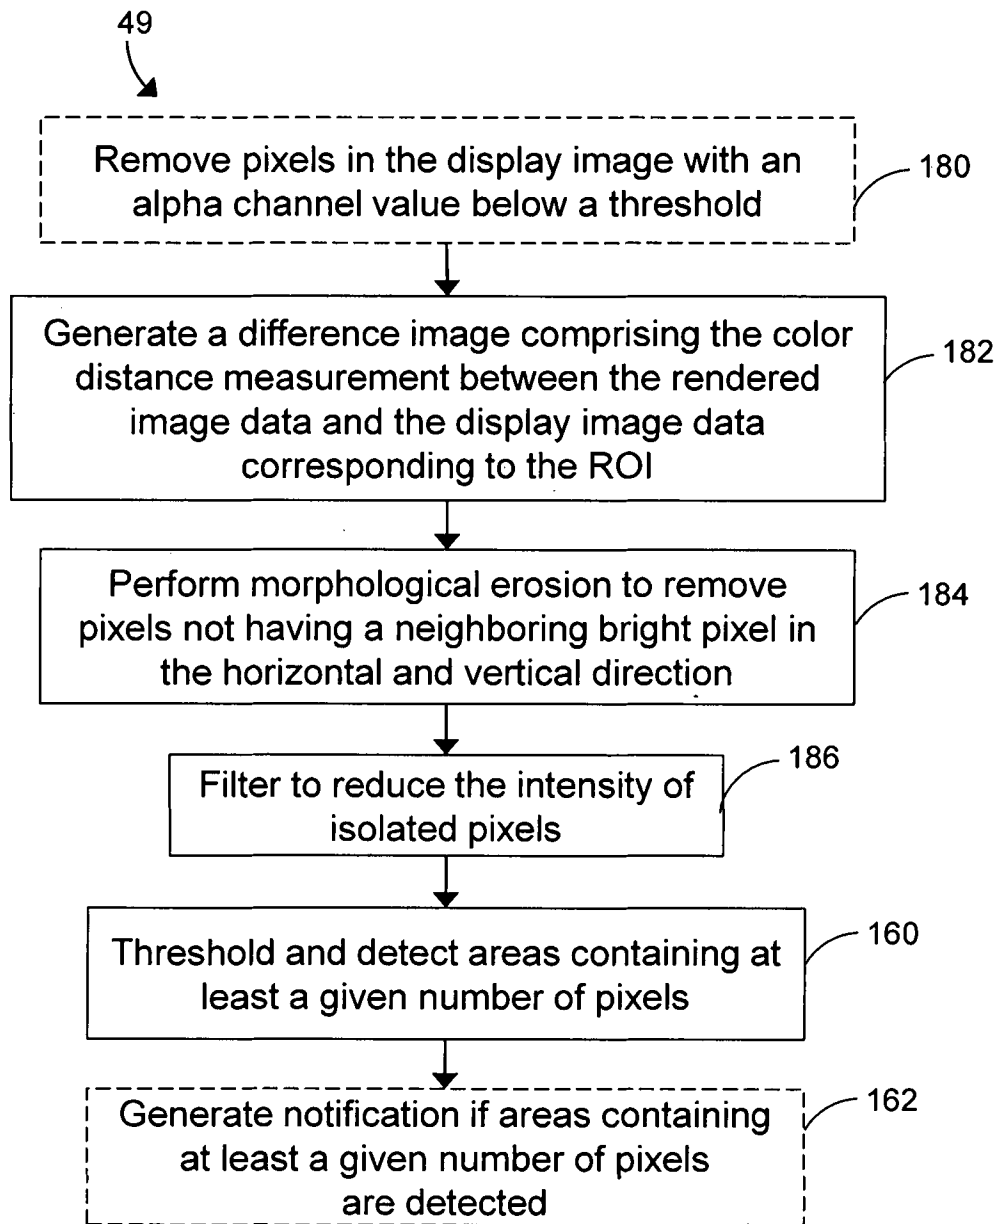 49
Remove pixels in the display image with an
alpha channel value below a threshold
180
Generate a difference image comprising the color
distance measurement between the rendered
image data and the display image data
corresponding to the ROI
182
Perform morphological erosion to remove
pixels not having a neighboring bright pixel in
the horizontal and vertical direction
184
Filter to reduce the intensity of
isolated pixels
186
Threshold and detect areas containing at
least a given number of pixels
160
Generate notification if areas containing
at least a given number of pixels
are detected
162